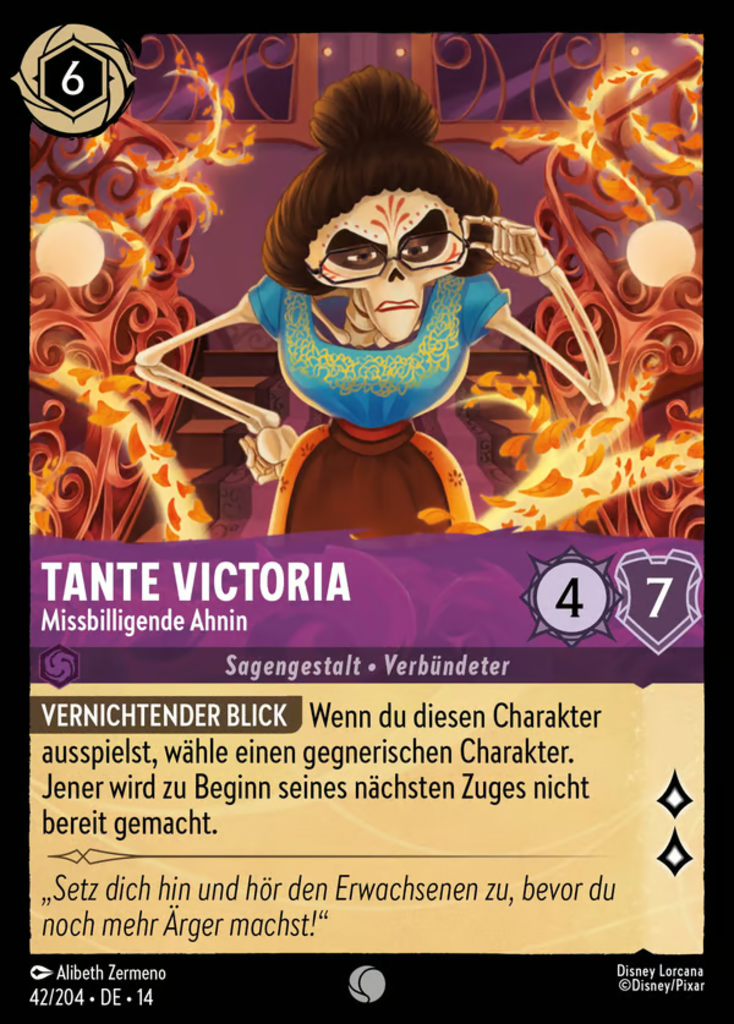 6
TANTE VICTORIA
Missbilligende Ahnin
4
7
Sagengestalt • Verbündeter
VERNICHTENDER BLICK Wenn du diesen Charakter
ausspielst, wähle einen gegnerischen Charakter.
Jener wird zu Beginn seines nächsten Zuges nicht
bereit gemacht.
„Setz dich hin und hör den Erwachsenen zu, bevor du
noch mehr Ärger machst!“
Alibeth Zermeno
42/204 • DE • 14
Disney Lorcana
©Disney/Pixar